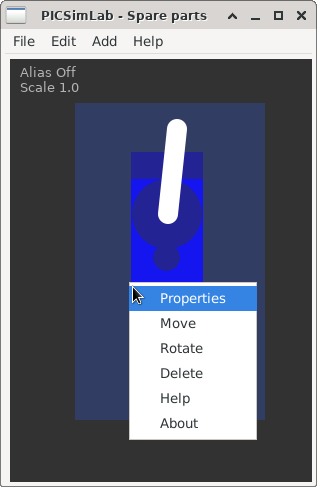 PICSimLab - Spare parts
File Edit Add Help
Alias Off
Scale 1.0
Properties
Move
Rotate
Delete
Help
About